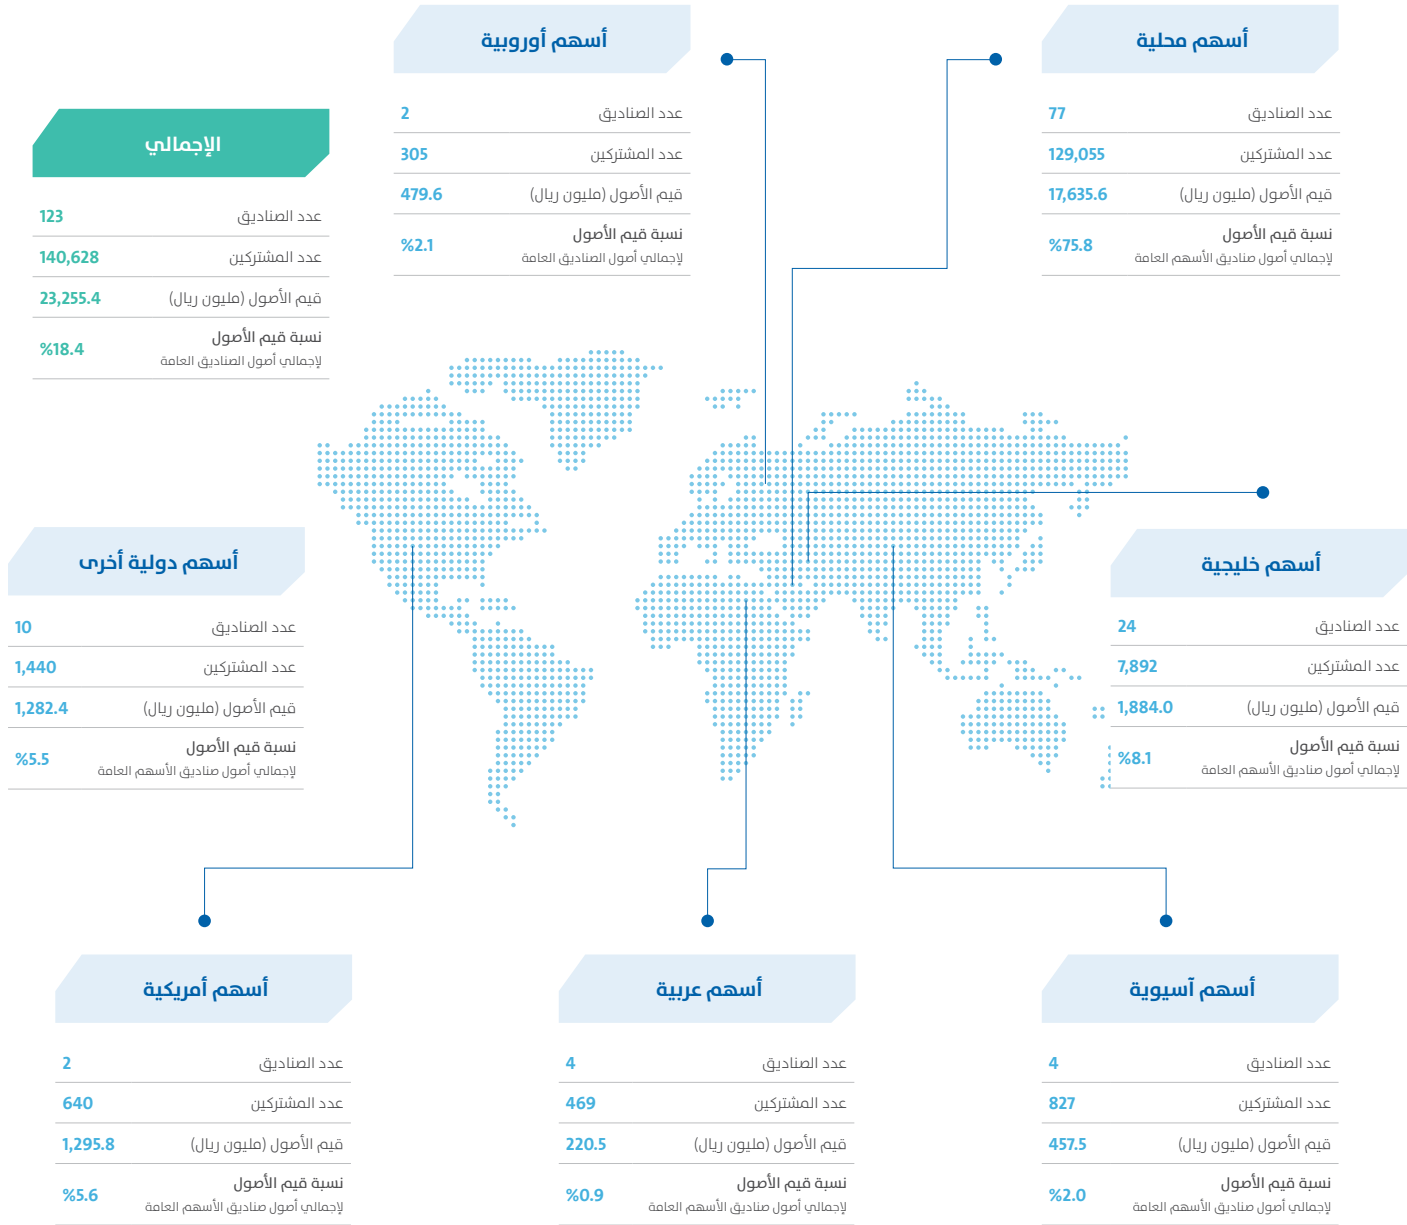 أسهم محلية
عدد الصناديق 77
عدد المشتركين 129,055
قيم الأصول (مليون ريال) 17,635.6
نسبة قيم الأصول
لإجمالي أصول صناديق الأسهم العامة
%75.8
أسهم أوروبية
عدد الصناديق 2
عدد المشتركين 305
قيم الأصول (مليون ريال) 479.6
نسبة قيم الأصول
لإجمالي أصول الصناديق العامة
%2.1
الإجمالي
عدد الصناديق 123
عدد المشتركين 140,628
قيم الأصول (مليون ريال) 23,255.4
نسبة قيم الأصول
لإجمالي أصول الصناديق العامة
%18.4
أسهم خليجية
عدد الصناديق 24
عدد المشتركين 7,892
قيم الأصول (مليون ريال) 1,884.0
نسبة قيم الأصول
لإجمالي أصول صناديق الأسهم العامة
%8.1
أسهم دولية أخرى
عدد الصناديق 10
عدد المشتركين 1,440
قيم الأصول (مليون ريال) 1,282.4
نسبة قيم الأصول
لإجمالي أصول صناديق الأسهم العامة
%5.5
أسهم آسيوية
عدد الصناديق 4
عدد المشتركين 827
قيم الأصول (مليون ريال) 457.5
نسبة قيم الأصول
لإجمالي أصول صناديق الأسهم العامة
%2.0
أسهم عربية
عدد الصناديق 4
عدد المشتركين 469
قيم الأصول (مليون ريال) 220.5
نسبة قيم الأصول
لإجمالي أصول صناديق الأسهم العامة
%0.9
أسهم أمريكية
عدد الصناديق 2
عدد المشتركين 640
قيم الأصول (مليون ريال) 1,295.8
نسبة قيم الأصول
لإجمالي أصول صناديق الأسهم العامة
%5.6